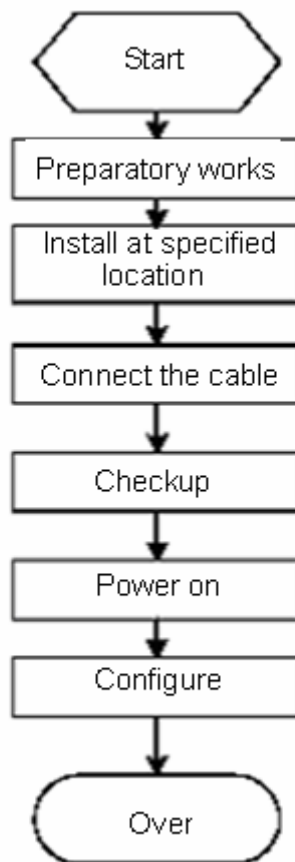 Start
Preparatory works
Install at specified
location
Connect the cable
Checkup
Power on
Configure
Over